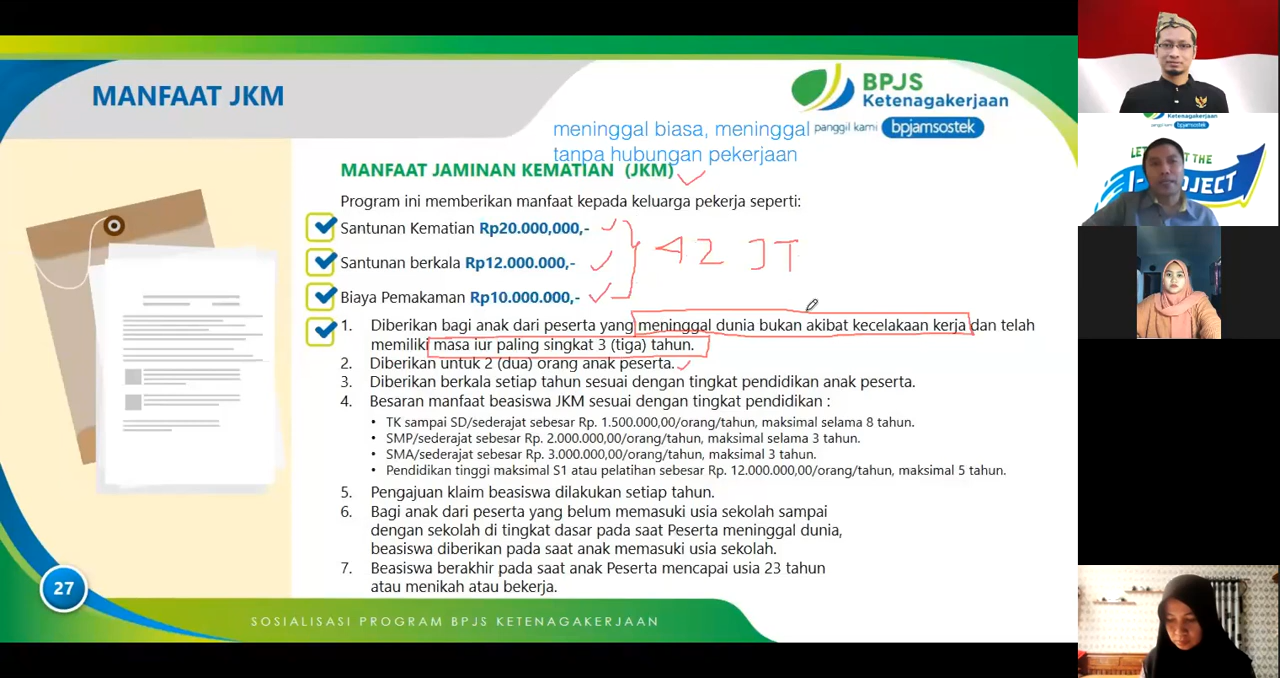 MANFAAT JKM
BPJS
Ketenagakerjaan
panggil kami bpjamsostek
meninggal biasa, meninggal
tanpa hubungan pekerjaan
MANFAAT JAMINAN KEMATIAN (JKM)
Program ini memberikan manfaat kepada keluarga pekerja seperti:
Santunan Kematian Rp20.000,000,-
Santunan berkala Rp12.000.000,-
Biaya Pemakaman Rp10.000.000,-
42 JT
1. Diberikan bagi anak dari peserta yang meninggal dunia bukan akibat kecelakaan kerja dan telah
memiliki masa iur paling singkat 3 (tiga) tahun.
2. Diberikan untuk 2 (dua) orang anak peserta.
3. Diberikan berkala setiap tahun sesuai dengan tingkat pendidikan anak peserta.
4. Besaran manfaat beasiswa JKM sesuai dengan tingkat pendidikan :
• TK sampai SD/sederajat sebesar Rp. 1.500.000,00/orang/tahun, maksimal selama 8 tahun.
• SMP/sederajat sebesar Rp. 2.000.000,00/orang/tahun, maksimal selama 3 tahun.
• SMA/sederajat sebesar Rp. 3.000.000,00/orang/tahun, maksimal 3 tahun.
• Pendidikan tinggi maksimal S1 atau pelatihan sebesar Rp. 12.000.000,00/orang/tahun, maksimal 5 tahun.
5. Pengajuan klaim beasiswa dilakukan setiap tahun.
6. Bagi anak dari peserta yang belum memasuki usia sekolah sampai
dengan sekolah di tingkat dasar pada saat Peserta meninggal dunia,
beasiswa diberikan pada saat anak memasuki usia sekolah.
7. Beasiswa berakhir pada saat anak Peserta mencapai usia 23 tahun
atau menikah atau bekerja.
27
SOSIALISASI PROGRAM BPJS KETENAGAKERJAAN
Ketenagakerjaan
panggil kami bpjamsostek
THE